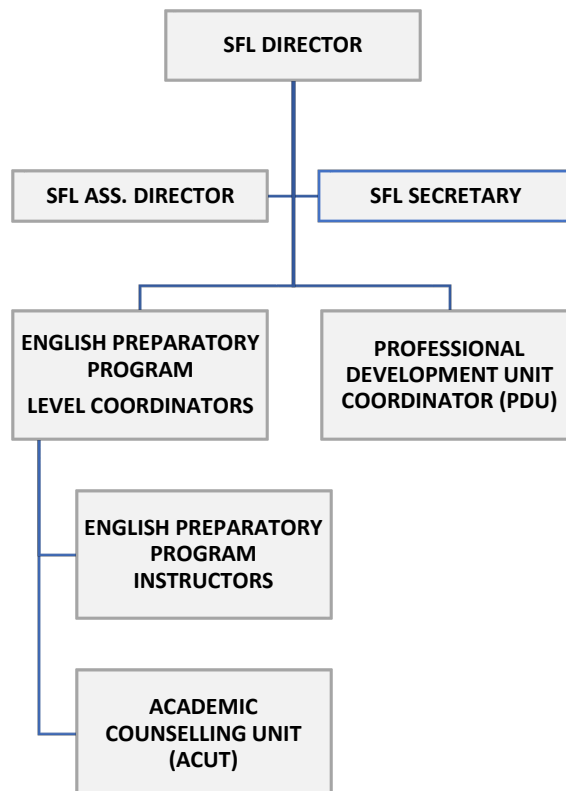 SFL DIRECTOR
SFL ASS. DIRECTOR
SFL SECRETARY
ENGLISH PREPARATORY
PROGRAM
LEVEL COORDINATORS
PROFESSIONAL
DEVELOPMENT UNIT
COORDINATOR (PDU)
ENGLISH PREPARATORY
PROGRAM
INSTRUCTORS
ACADEMIC
COUNSELLING UNIT
(ACUT)